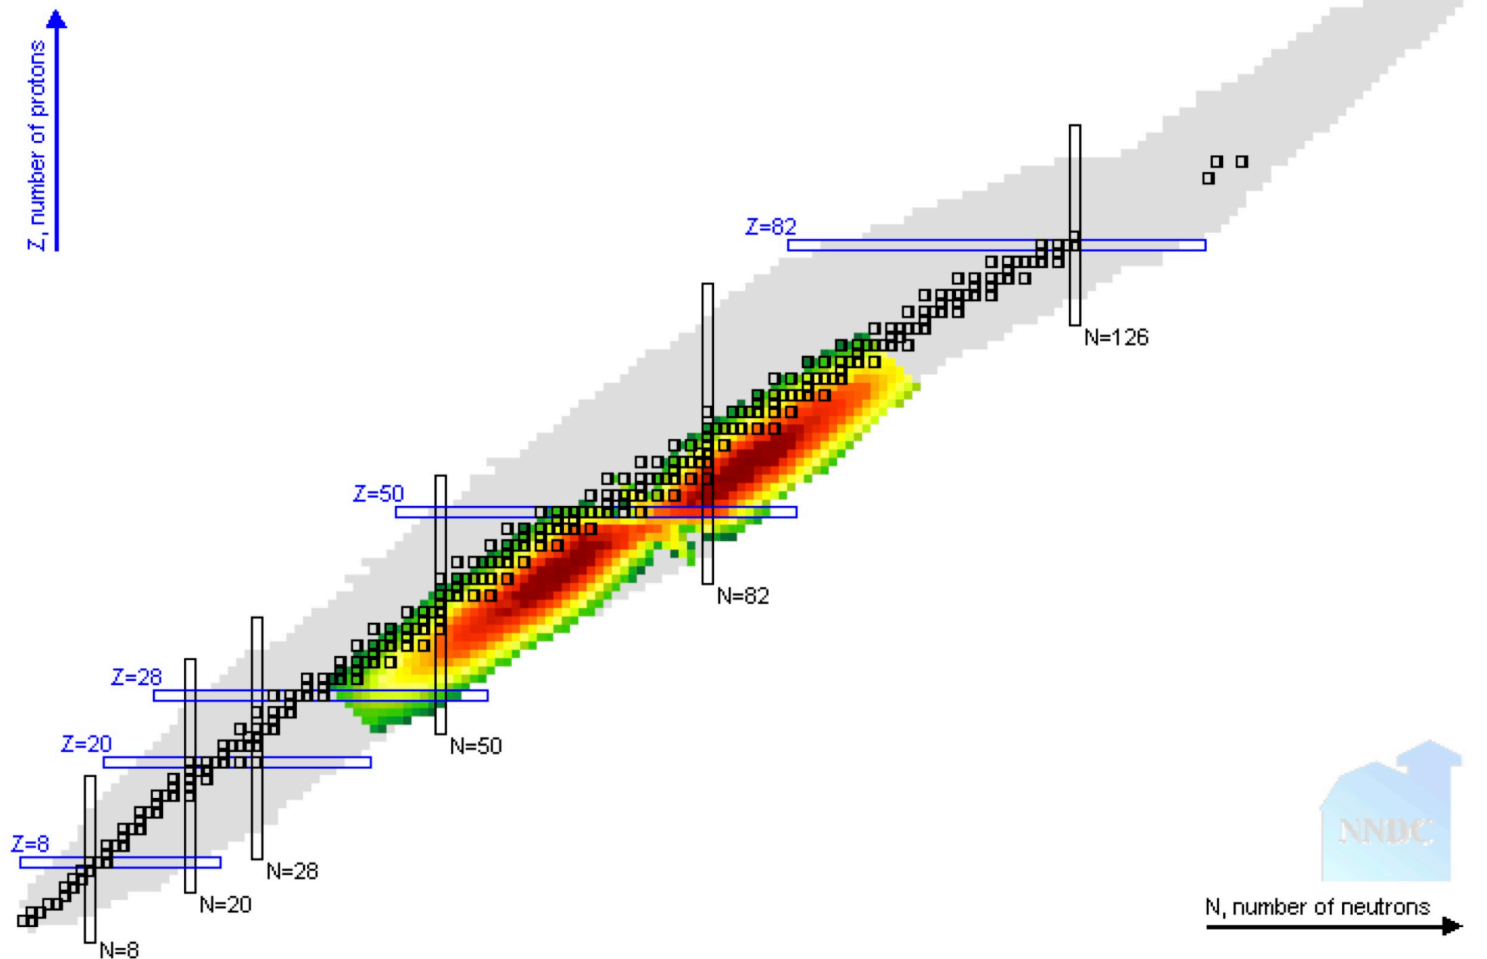 Z, number of protons
Z=82
N=126
Z=50
N=82
Z=28
N=50
Z=20
Z=8
N=28
N=20
N=8
NNDC
N, number of neutrons